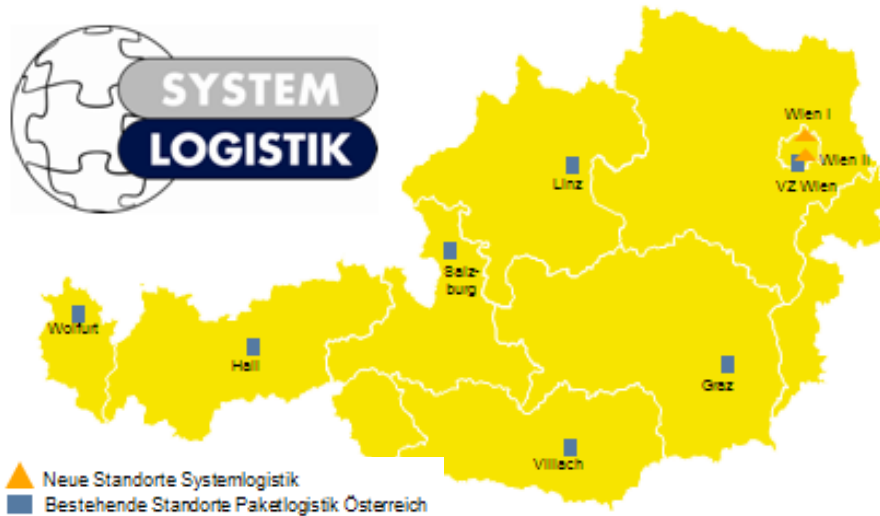 SYSTEM
LOGISTIK
Wien I
Wien II
VZ Wien
Linz
Salz-
burg
Wolfurt
Hall
Graz
Villach
Neue Standorte Systemlogistik
Bestehende Standorte Paketlogistik Österreich